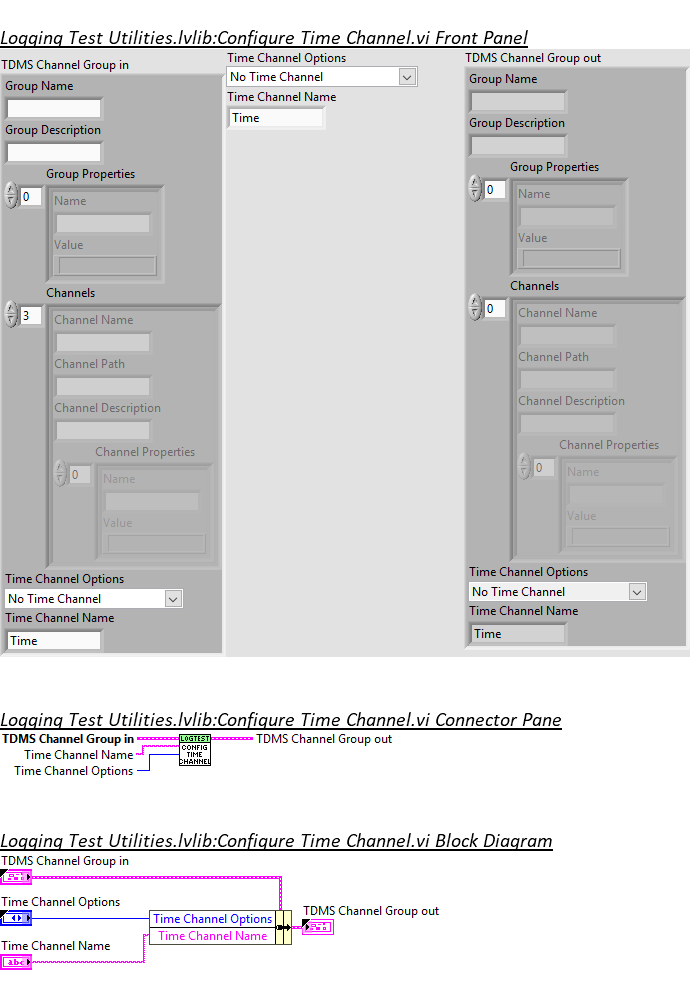 Logging Test Utilities.lvlib:Configure Time Channel.vi Front Panel
TDMS Channel Group in
Group Name
Group Description
Group Properties
0
Name
Value
Channels
3
Channel Name
Channel Path
Channel Description
Channel Properties
0
Name
Value
Time Channel Options
No Time Channel
Time Channel Name
Time
Time Channel Options
No Time Channel
Time Channel Name
Time
TDMS Channel Group out
Group Name
Group Description
Group Properties
0
Name
Value
Channels
0
Channel Name
Channel Path
Channel Description
Channel Properties
0
Name
Value
Time Channel Options
No Time Channel
Time Channel Name
Time
Logging Test Utilities.lvlib:Configure Time Channel.vi Connector Pane
TDMS Channel Group in
Time Channel Name
Time Channel Options
LOGTEST
CONFIG
TIME
CHANNEL
TDMS Channel Group out
Logging Test Utilities.lvlib:Configure Time Channel.vi Block Diagram
TDMS Channel Group in
Time Channel Options
Time Channel Name
abc
Time Channel Options
Time Channel Name
TDMS Channel Group out